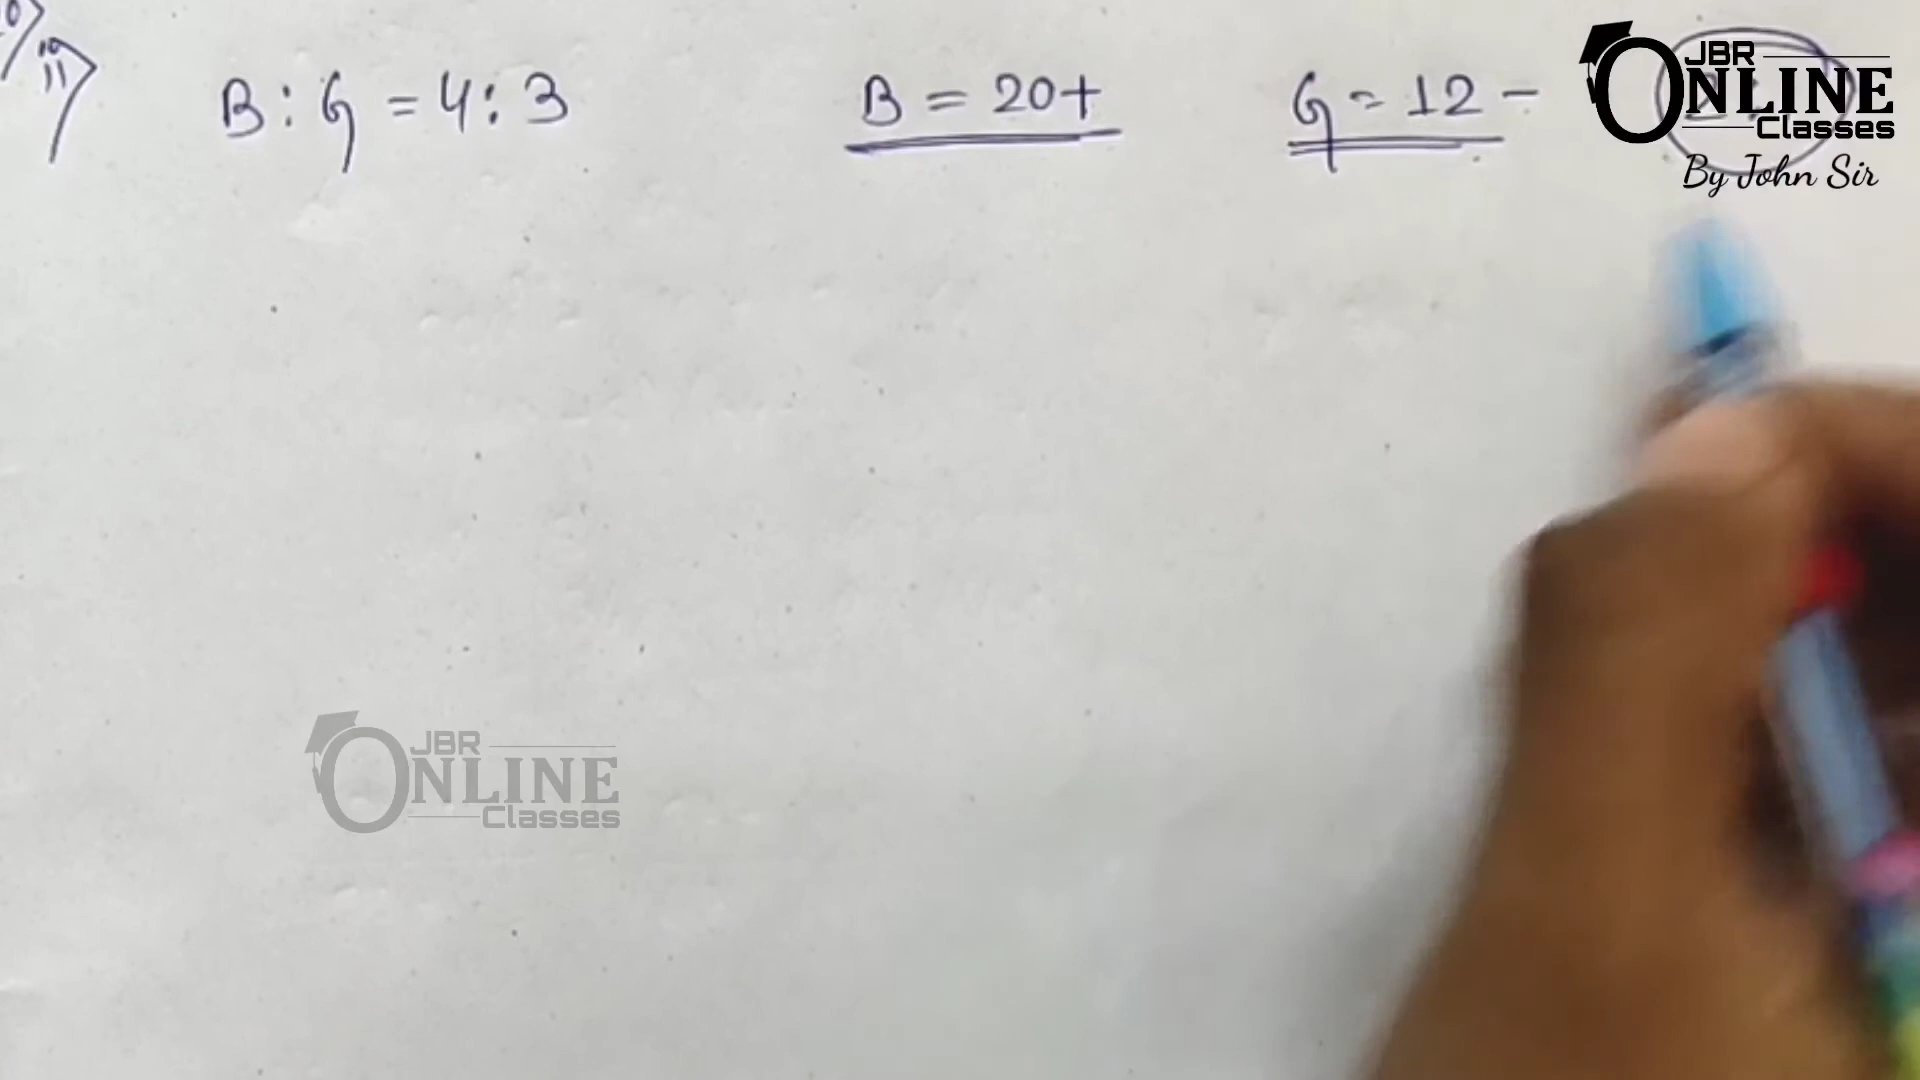 11
B : G = 4 : 3 B = 20+ G = 12 -
JBR
ONLINE
Classes
By John Sir
JBR
ONLINE
Classes